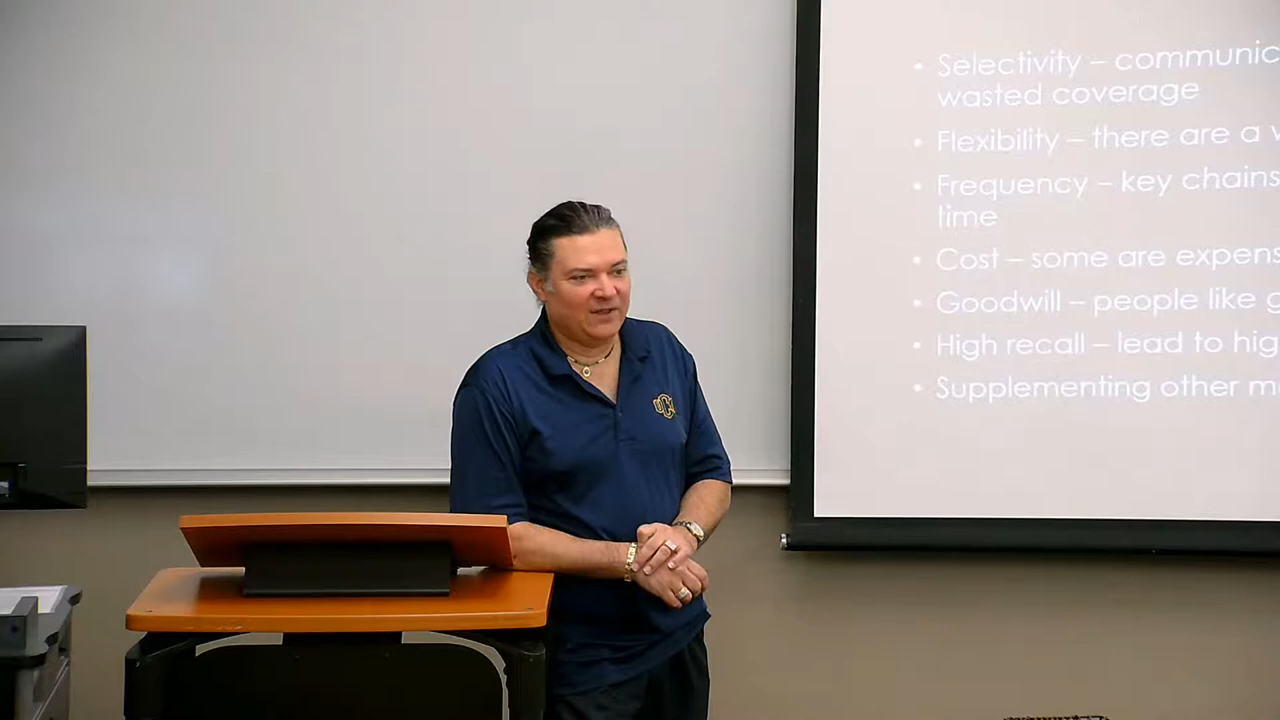 • Selectivity – communic
wasted coverage
• Flexibility – there are a v
• Frequency – key chains
time
• Cost – some are expens
• Goodwill – people like g
• High recall – lead to hig
• Supplementing other m
UCO